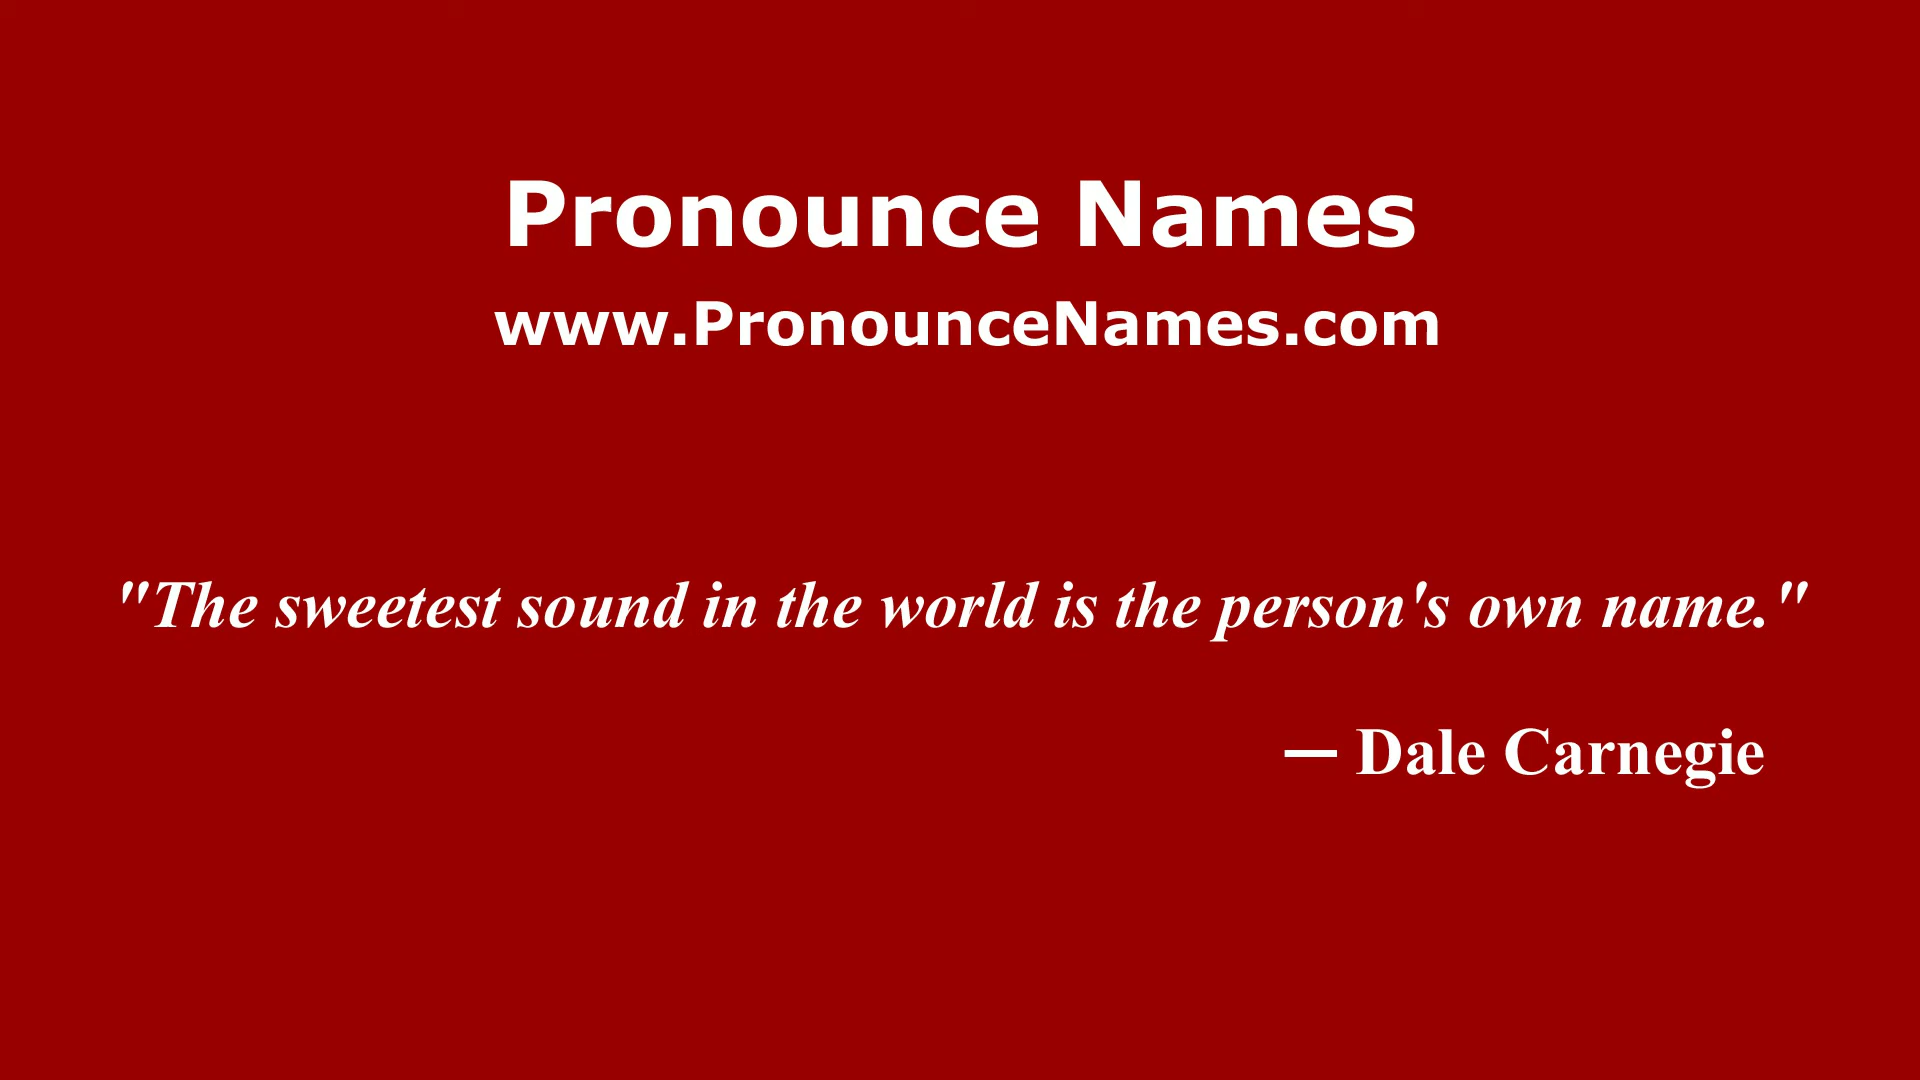 Pronounce Names
www.PronounceNames.com
"The sweetest sound in the world is the person's own name."
— Dale Carnegie